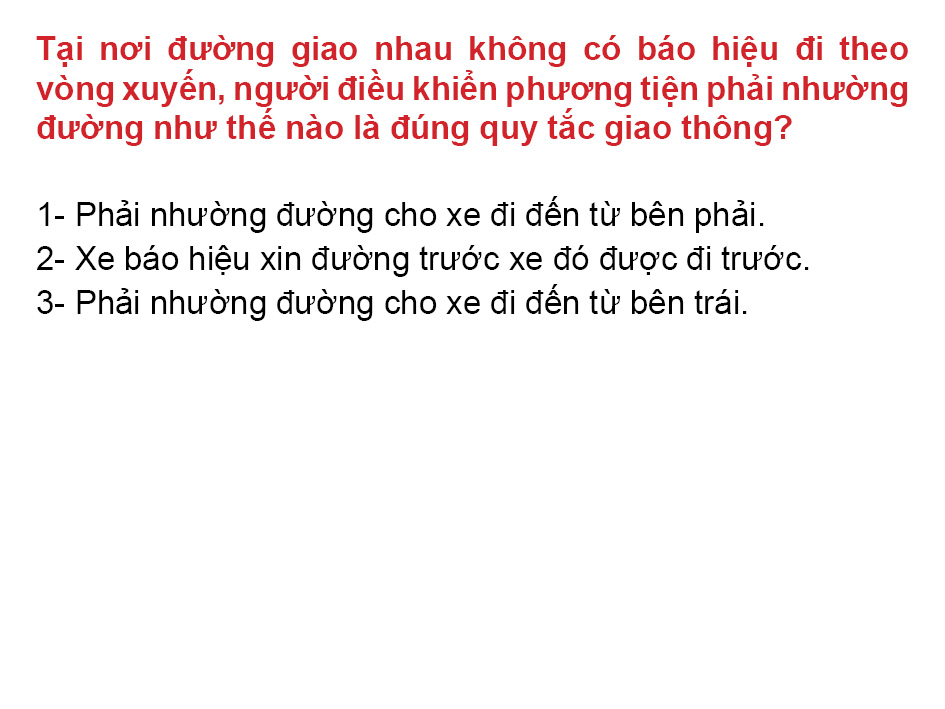 Tại nơi đường giao nhau không có báo hiệu đi theo
vòng xuyến, người điều khiển phương tiện phải nhường
đường như thế nào là đúng quy tắc giao thông?
1- Phải nhường đường cho xe đi đến từ bên phải.
2- Xe báo hiệu xin đường trước xe đó được đi trước.
3- Phải nhường đường cho xe đi đến từ bên trái.